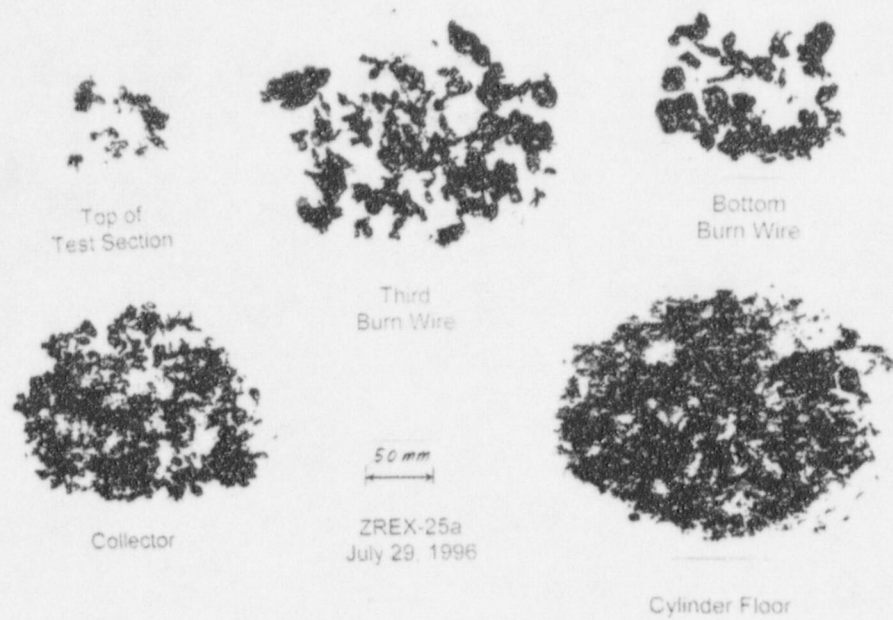 Top of
Test Section
Third
Burn Wire
Bottom
Burn Wire
Collector
50 mm
ZREX-25a
July 29, 1996
Cylinder Floor